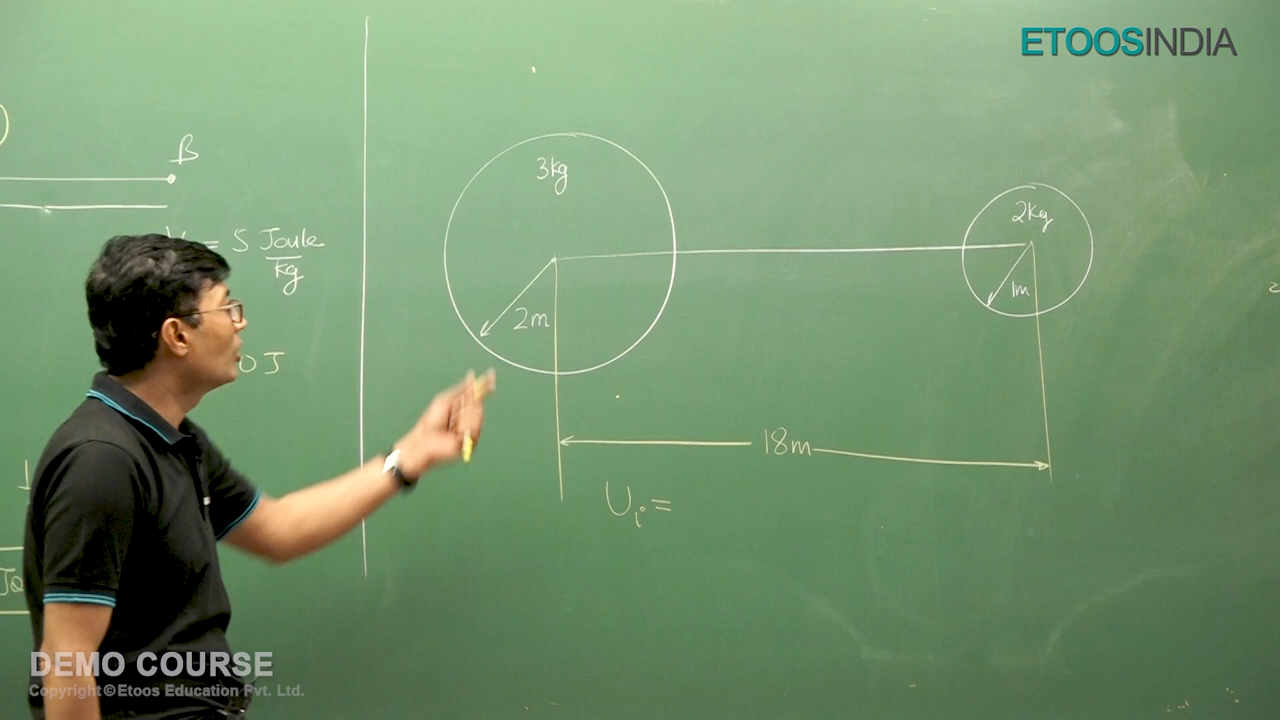 ETOOSINDIA
B
3kg
2kg
= 5 Joule
kg
2m
1m
0 J
18m
Ui =
DEMO COURSE
Copyright © Etoos Education Pvt. Ltd.